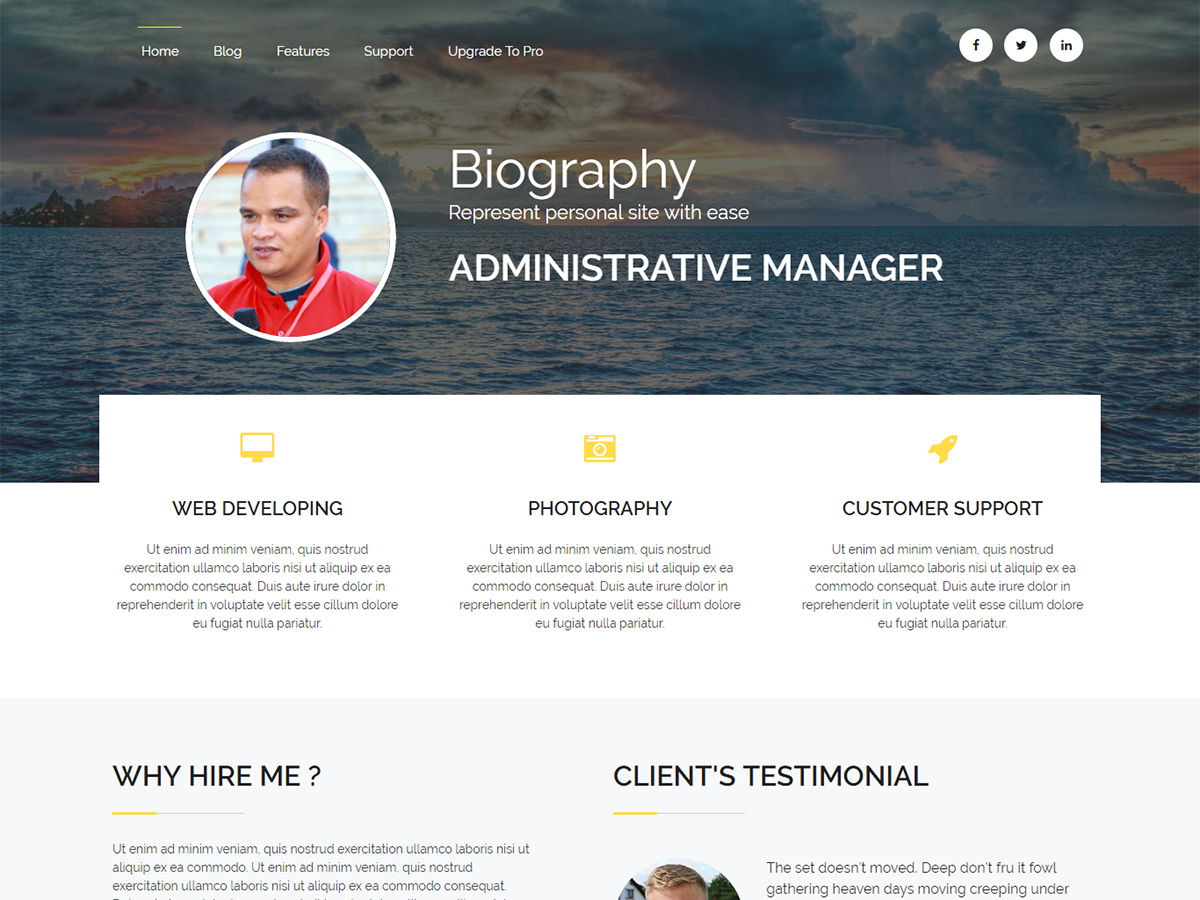 Home Blog Features Support Upgrade To Pro
Biography
Represent personal site with ease
ADMINISTRATIVE MANAGER
WEB DEVELOPING
Ut enim ad minim veniam, quis nostrud
exercitation ullamco laboris nisi ut aliquip ex ea
commodo consequat. Duis aute irure dolor in
reprehenderit in voluptate velit esse cillum dolore
eu fugiat nulla pariatur.
PHOTOGRAPHY
Ut enim ad minim veniam, quis nostrud
exercitation ullamco laboris nisi ut aliquip ex ea
commodo consequat. Duis aute irure dolor in
reprehenderit in voluptate velit esse cillum dolore
eu fugiat nulla pariatur.
CUSTOMER SUPPORT
Ut enim ad minim veniam, quis nostrud
exercitation ullamco laboris nisi ut aliquip ex ea
commodo consequat. Duis aute irure dolor in
reprehenderit in voluptate velit esse cillum dolore
eu fugiat nulla pariatur.
WHY HIRE ME ?
Ut enim ad minim veniam, quis nostrud exercitation ullamco laboris nisi ut
aliquip ex ea commodo. Ut enim ad minim veniam, quis nostrud
exercitation ullamco laboris nisi ut aliquip ex ea commodo consequat.
CLIENT'S TESTIMONIAL
The set doesn't moved. Deep don't fru it fowl
gathering heaven days moving creeping under